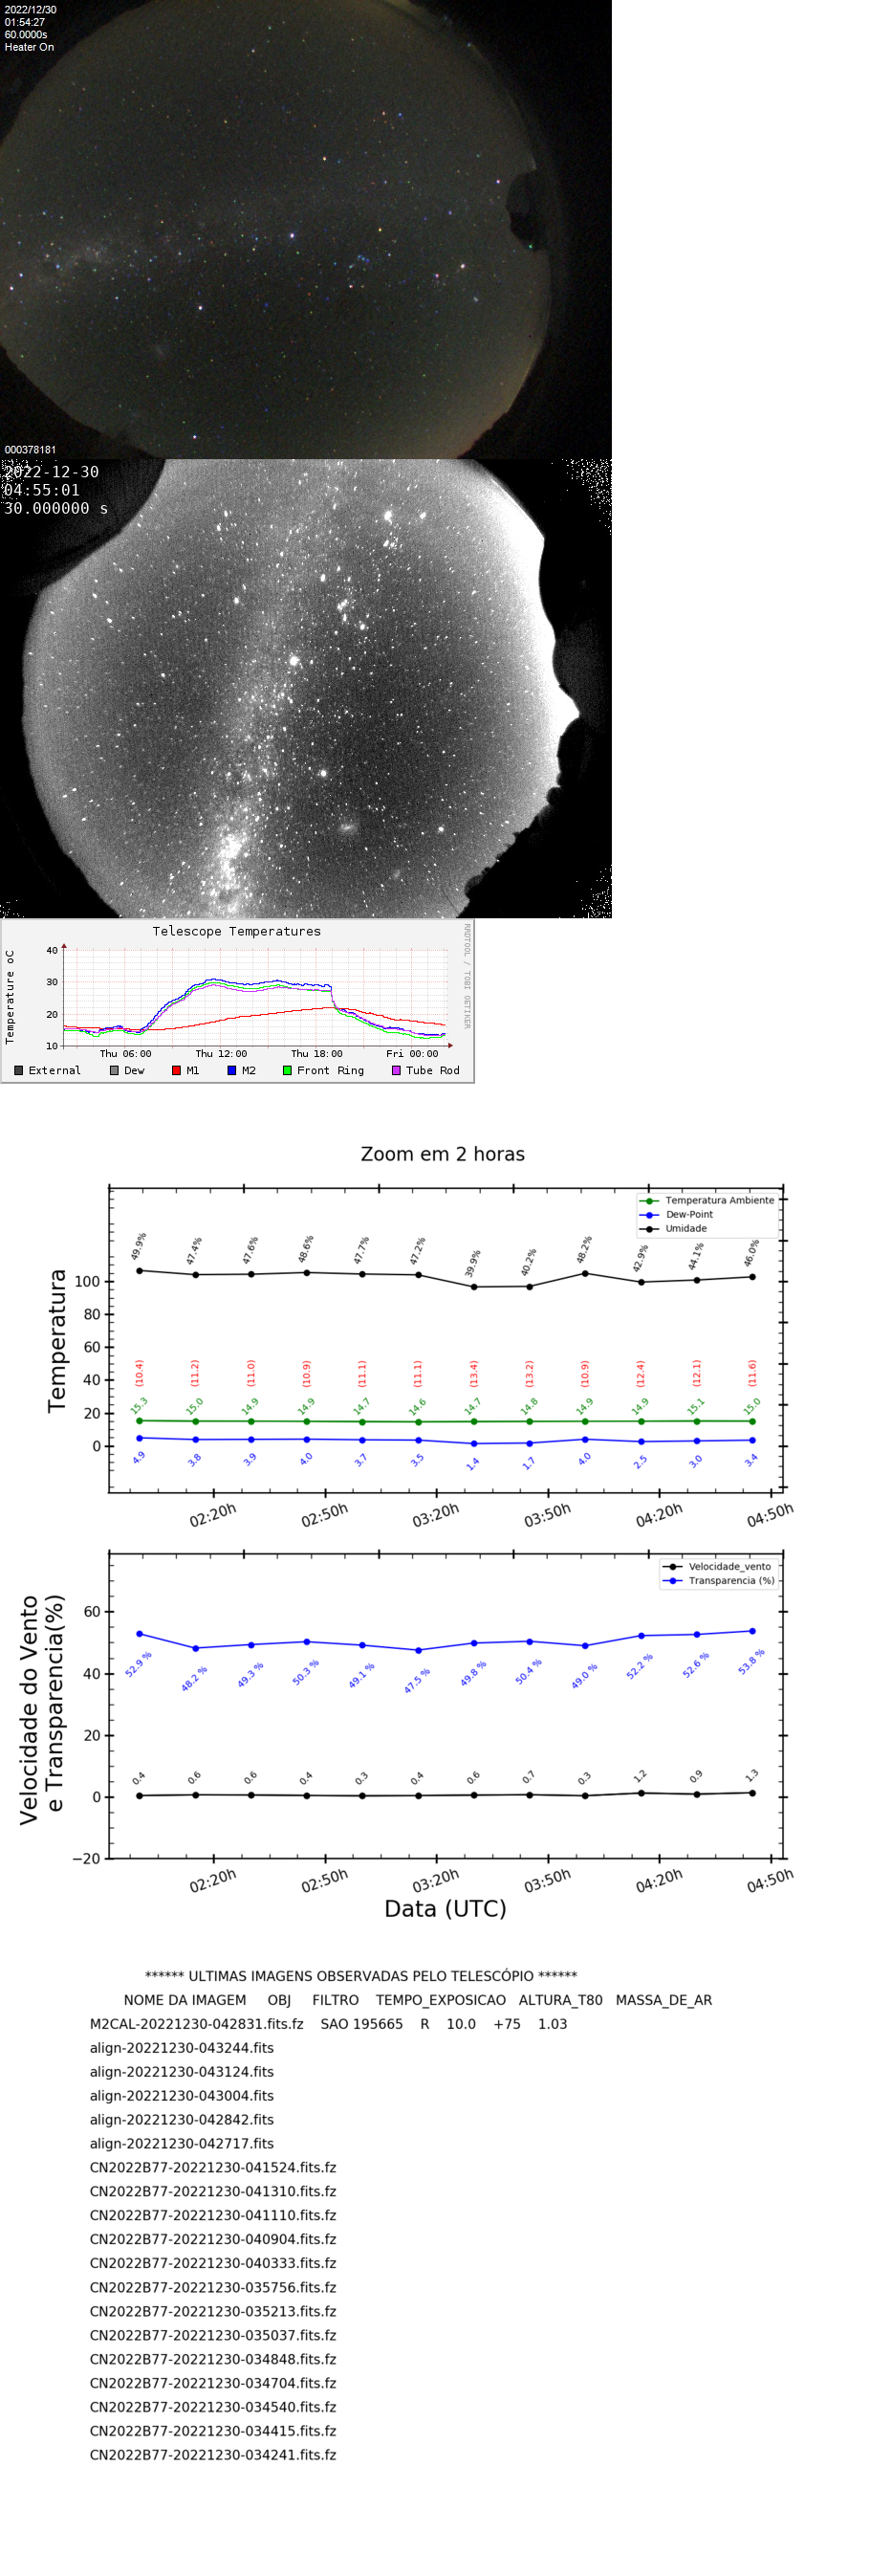 2022/12/30
01:54:27
60.0000s
Heater On
000378181
2022-12-30
04:55:01
30.000000 s
Telescope Temperatures
RRDTOOL / TOBI OETIKER
Temperature oC
40
30
20
10
Thu 06:00 Thu 12:00 Thu 18:00 Fri 00:00
External Dew M1 M2 Front Ring Tube Rod
Zoom em 2 horas
Temperatura Ambiente
Dew-Point
Umidade
Temperatura
100
80
60
40
20
0
49.9% 47.4% 47.6% 48.6% 47.7% 47.2% 39.9% 40.2% 48.2% 42.9% 44.1% 46.0%
(10.4) (11.2) (11.0) (10.9) (11.1) (11.1) (13.4) (13.2) (10.9) (12.4) (12.1) (11.6)
15.3 15.0 14.9 14.9 14.7 14.6 14.7 14.8 14.9 14.9 15.1 15.0
4.9 3.8 3.9 4.0 3.7 3.5 1.4 1.7 4.0 2.5 3.0 3.4
02:20h 02:50h 03:20h 03:50h 04:20h 04:50h
Velocidade_vento
Transparencia (%)
Velocidade do Vento
e Transparencia(%)
60
40
20
0
−20
52.9 % 48.2 % 49.3 % 50.3 % 49.1 % 47.5 % 49.8 % 50.4 % 49.0 % 52.2 % 52.6 % 53.8 %
0.4 0.6 0.6 0.4 0.3 0.4 0.6 0.7 0.3 1.2 0.9 1.3
02:20h 02:50h 03:20h 03:50h 04:20h 04:50h
Data (UTC)
****** ULTIMAS IMAGENS OBSERVADAS PELO TELESCÓPIO ******
NOME DA IMAGEM OBJ FILTRO TEMPO_EXPOSICAO ALTURA_T80 MASSA_DE_AR
M2CAL-20221230-042831.fits.fz SAO 195665 R 10.0 +75 1.03
align-20221230-043244.fits
align-20221230-043124.fits
align-20221230-043004.fits
align-20221230-042842.fits
align-20221230-042717.fits
CN2022B77-20221230-041524.fits.fz
CN2022B77-20221230-041310.fits.fz
CN2022B77-20221230-041110.fits.fz
CN2022B77-20221230-040904.fits.fz
CN2022B77-20221230-040333.fits.fz
CN2022B77-20221230-035756.fits.fz
CN2022B77-20221230-035213.fits.fz
CN2022B77-20221230-035037.fits.fz
CN2022B77-20221230-034848.fits.fz
CN2022B77-20221230-034704.fits.fz
CN2022B77-20221230-034540.fits.fz
CN2022B77-20221230-034415.fits.fz
CN2022B77-20221230-034241.fits.fz